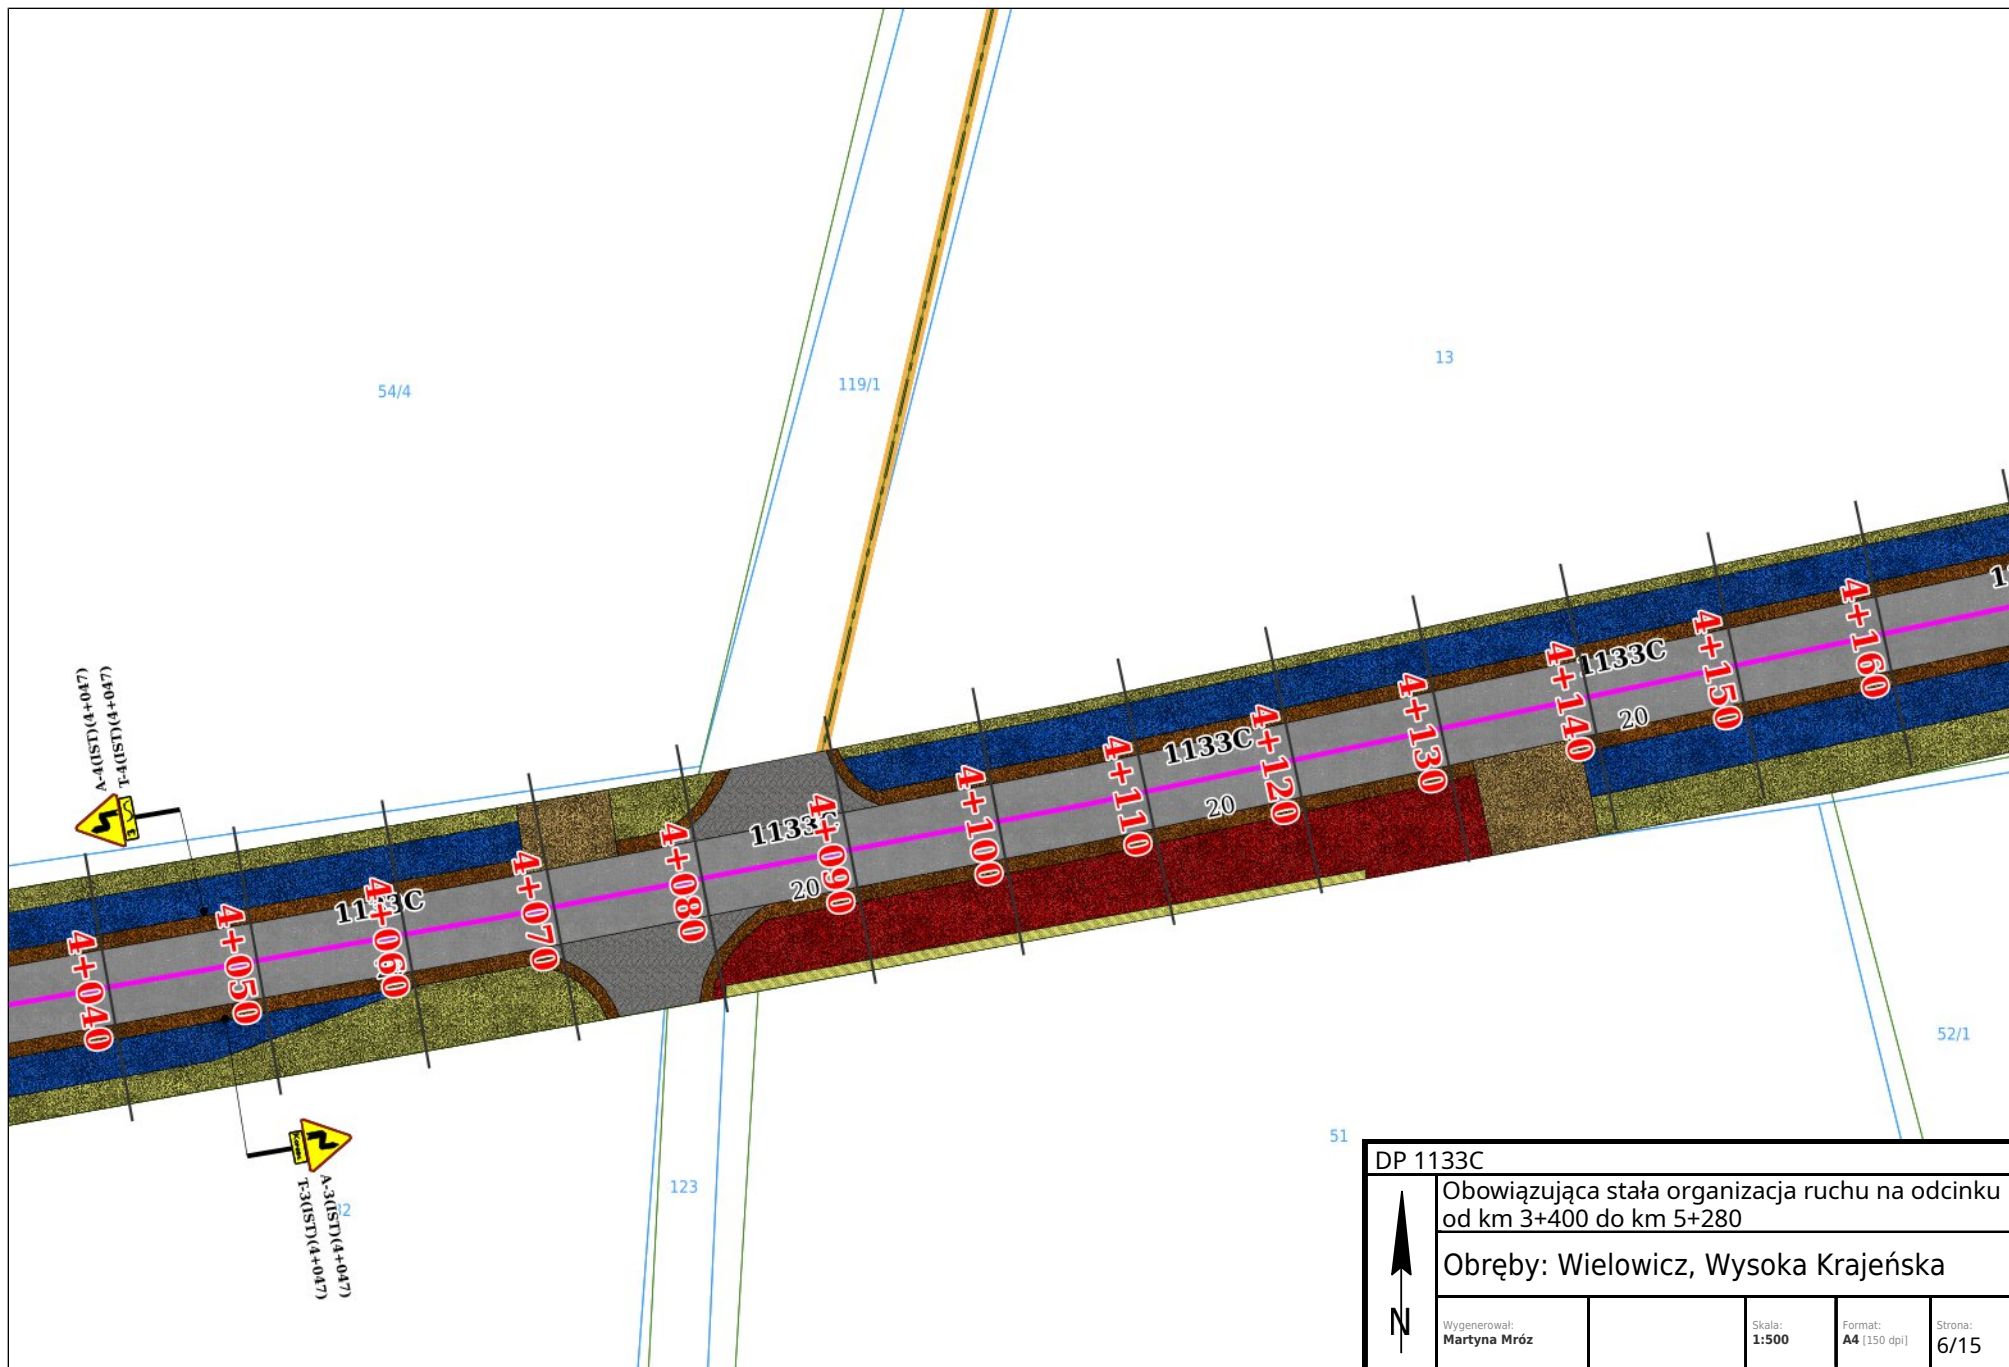 13
54/4
119/1
A-4(IST)(4+047)
T-4(IST)(4+047)
4+040
4+050
4+060
4+070
4+080
4+090
4+100
4+110
4+120
4+130
4+140
4+150
4+160
1133C
1133C
1133C
1133C
20
20
20
52/1
51
123
A-3(IST)(4+047)
T-3(IST)(4+047)
DP 1133C
Obowiązująca stała organizacja ruchu na odcinku
od km 3+400 do km 5+280
Obręby: Wielowicz, Wysoka Krajeńska
N
Wygenerował:
Martyna Mróz
Skala:
1:500
Format:
A4 [150 dpi]
Strona:
6/15